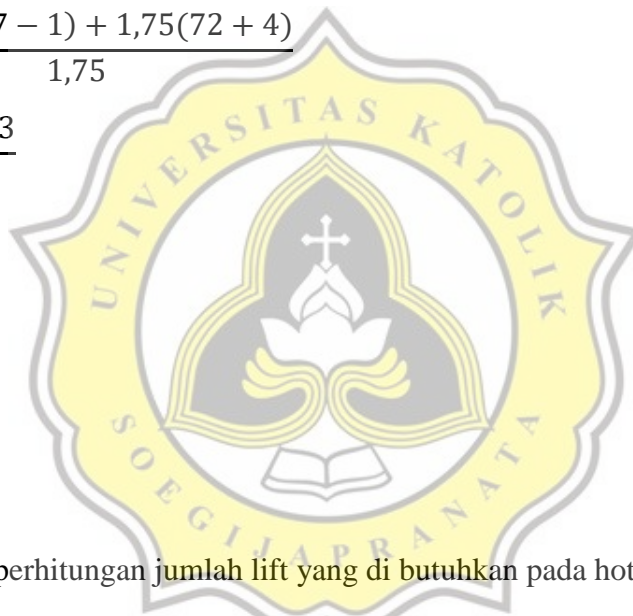 7 − 1) + 1,75(72 + 4)
1,75
3
UNIVERSITAS KATOLIK
SOEGIJAPRANATA
perhitungan jumlah lift yang di butuhkan pada hot